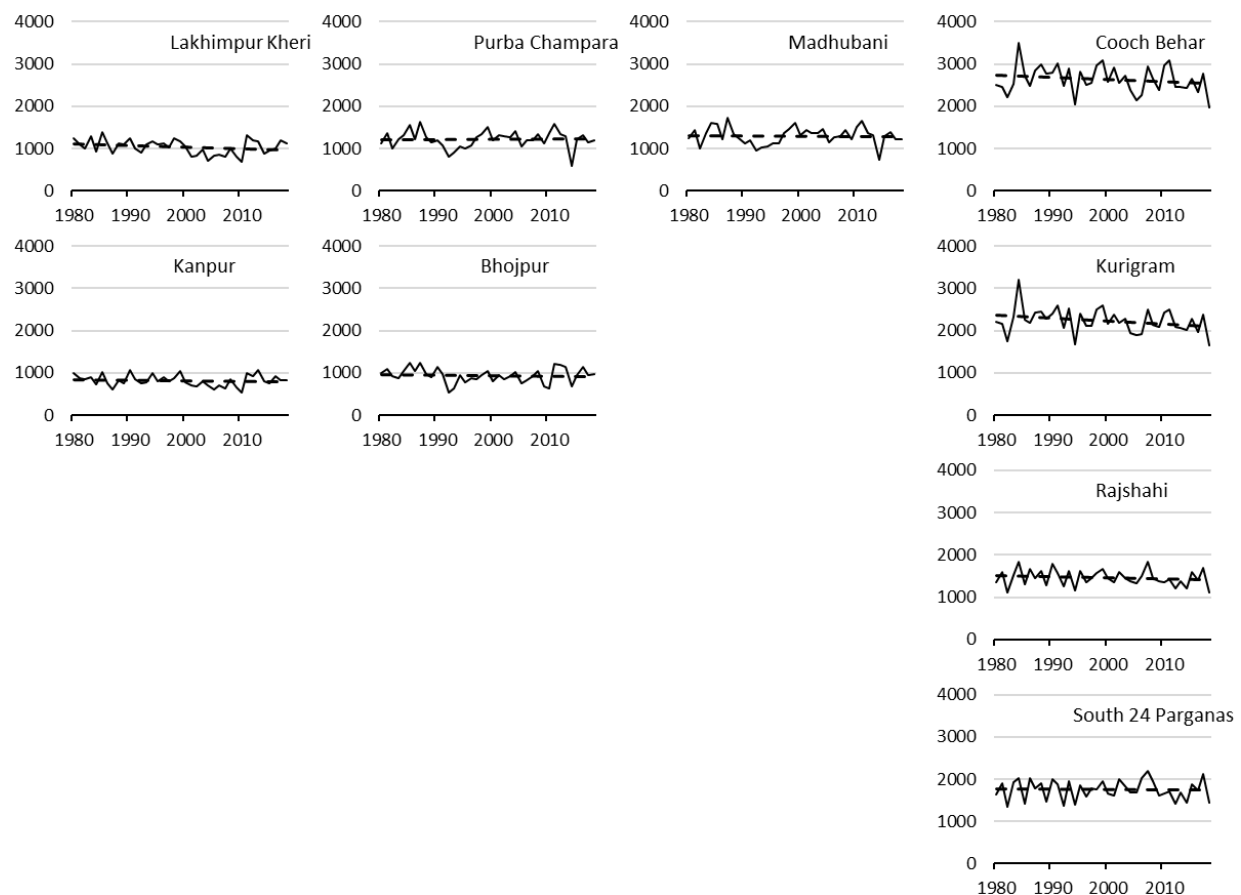 4000 4000 4000 4000
Lakhimpur Kheri Purba Champara Madhubani Cooch Behar
3000 3000 3000 3000
2000 2000 2000 2000
1000 1000 1000 1000
0 0 0 0
1980 1990 2000 2010 1980 1990 2000 2010 1980 1990 2000 2010 1980 1990 2000 2010
4000 4000 4000
Kanpur Bhojpur Kurigram
3000 3000 3000
2000 2000 2000
1000 1000 1000
0 0 0
1980 1990 2000 2010 1980 1990 2000 2010 1980 1990 2000 2010
4000
Rajshahi
3000
2000
1000
0
1980 1990 2000 2010
4000
South 24 Parganas
3000
2000
1000
0
1980 1990 2000 2010